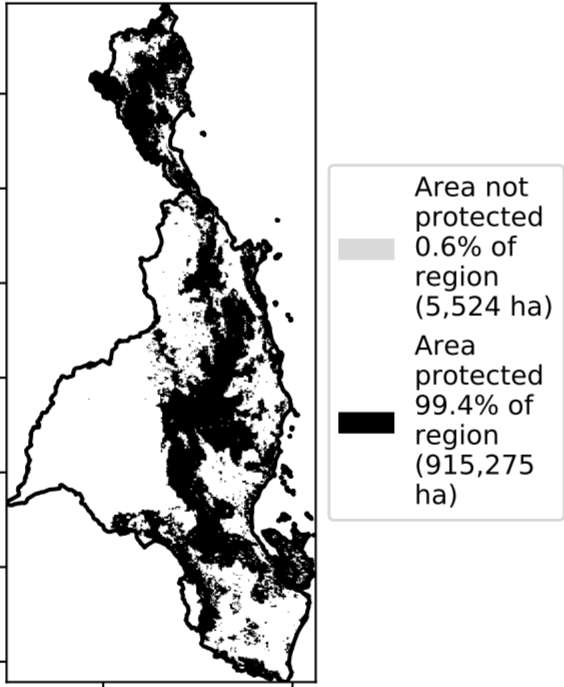 Area not
protected
0.6% of
region
(5,524 ha)
Area
protected
99.4% of
region
(915,275
ha)